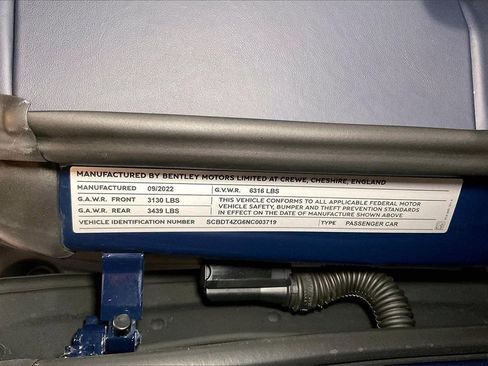 MANUFACTURED BY BENTLEY MOTORS LIMITED AT CREWE, CHESHIRE, ENGLAND
MANUFACTURED 09/2022 G.V.W.R. 6316 LBS
G.A.W.R. FRONT 3130 LBS
G.A.W.R. REAR 3439 LBS
THIS VEHICLE CONFORMS TO ALL APPLICABLE FEDERAL MOTOR
VEHICLE SAFETY, BUMPER AND THEFT PREVENTION STANDARDS
IN EFFECT ON THE DATE OF MANUFACTURE SHOWN ABOVE
VEHICLE IDENTIFICATION NUMBER SCBDT4ZG6NC003719 TYPE PASSENGER CAR